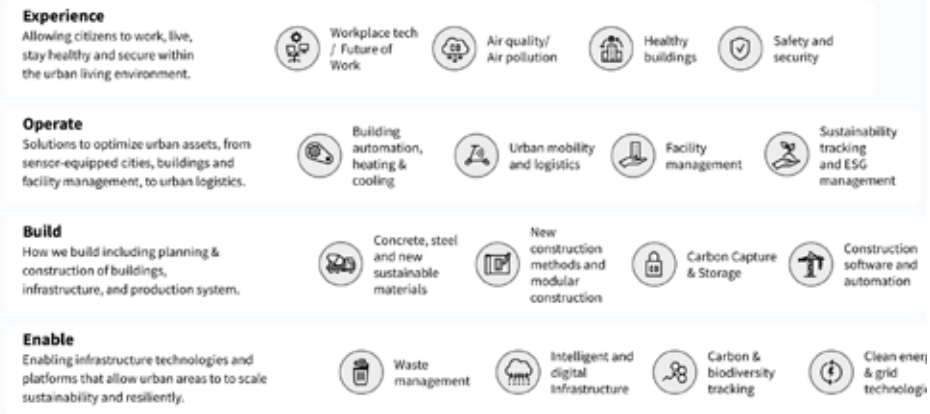 Experience
Allowing citizens to work, live,
stay healthy and secure within
the urban living environment.
Workplace tech
/ Future of
Work
Air quality/
Air pollution
Healthy
buildings
Safety and
security
Operate
Solutions to optimize urban assets, from
sensor-equipped cities, buildings and
facility management, to urban logistics.
Building
automation,
heating &
cooling
Urban mobility
and logistics
Facility
management
Sustainability
tracking
and ESG
management
Build
How we build including planning &
construction of buildings,
infrastructure, and production system.
Concrete, steel
and new
sustainable
materials
New
construction
methods and
modular
construction
Carbon Capture
& Storage
Construction
software and
automation
Enable
Enabling infrastructure technologies and
platforms that allow urban areas to to scale
sustainability and resiliently.
Waste
management
Intelligent and
digital
Infrastructure
Carbon &
biodiversity
tracking
Clean energ
& grid
technologie